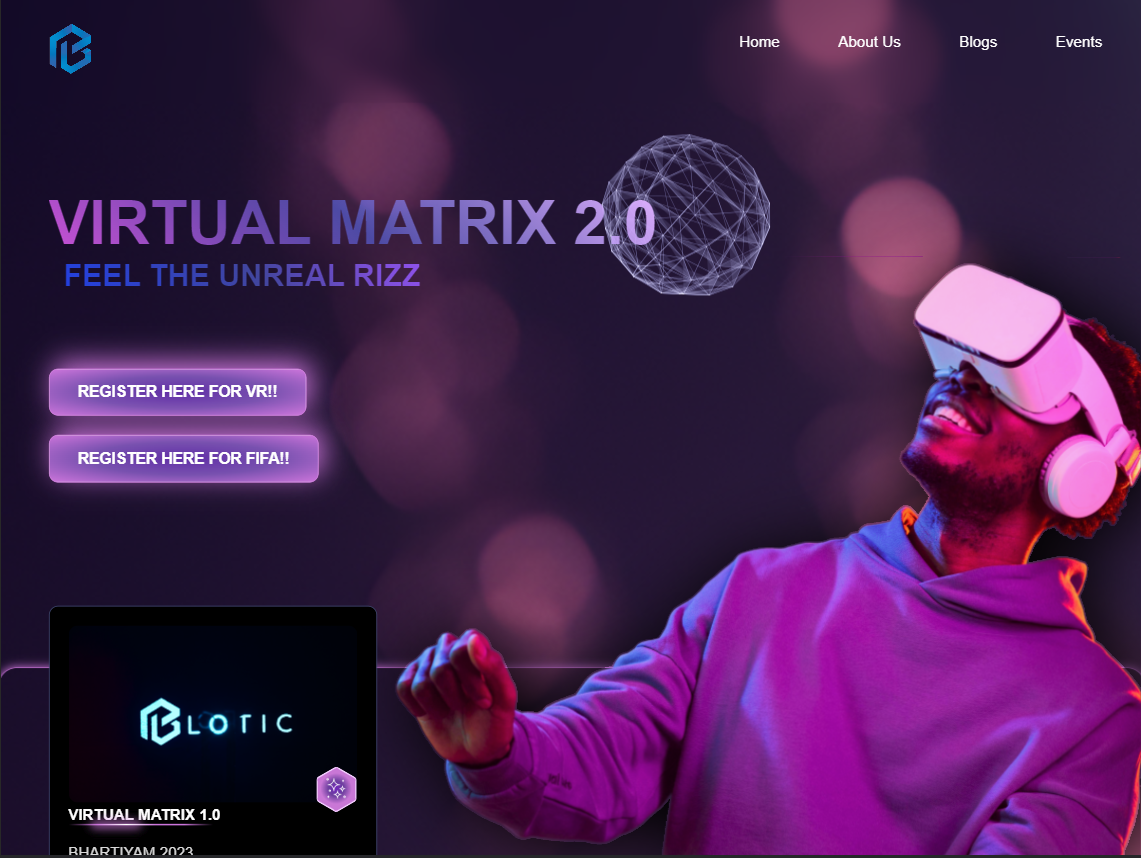 Home About Us Blogs Events
VIRTUAL MATRIX 2.0
FEEL THE UNREAL RIZZ
REGISTER HERE FOR VR!!
REGISTER HERE FOR FIFA!!
BLOTIC
VIRTUAL MATRIX 1.0
BHARTIYAM 2023